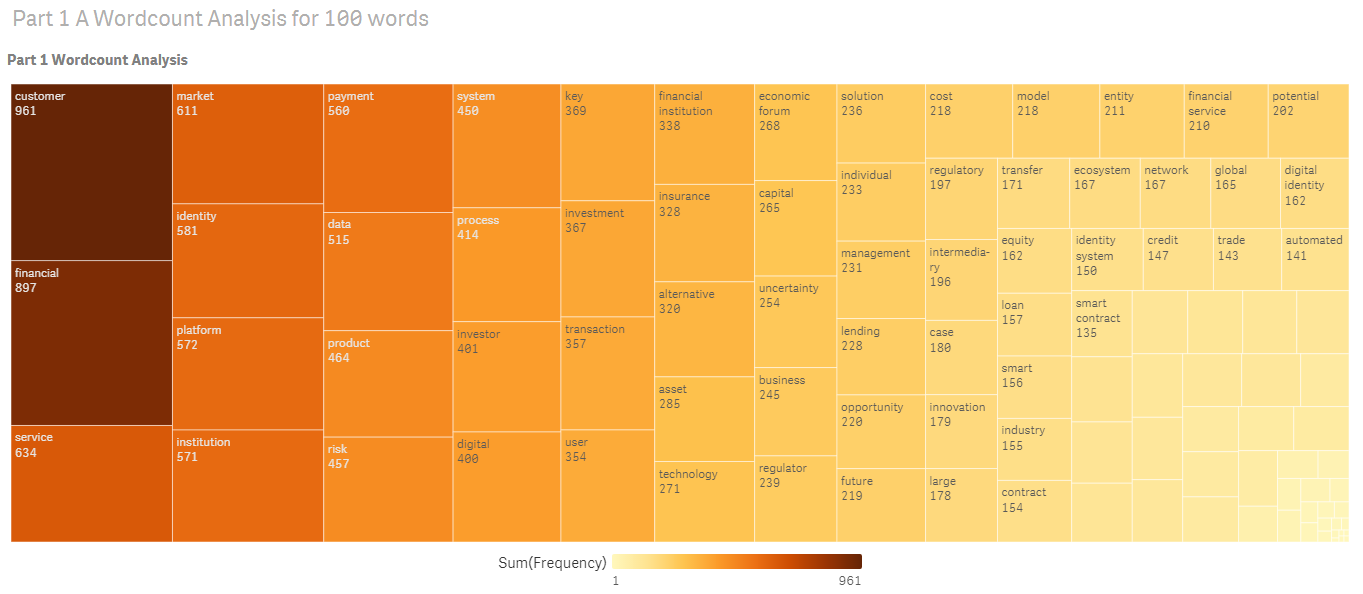 Part 1 A Wordcount Analysis for 100 words
Part 1 Wordcount Analysis
customer
961
financial
897
service
634
market
611
identity
581
platform
572
institution
571
payment
560
data
515
product
464
risk
457
system
450
process
414
investor
401
digital
400
key
369
investment
367
transaction
357
user
354
financial
institution
338
insurance
328
alternative
320
asset
285
technology
271
economic
forum
268
capital
265
uncertainty
254
business
245
regulator
239
solution
236
individual
233
management
231
lending
228
opportunity
220
future
219
cost
218
model
218
entity
211
financial
service
210
potential
202
regulatory
197
intermedia-
ry
196
case
180
innovation
179
large
178
transfer
171
ecosystem
167
network
167
global
165
digital
identity
162
equity
162
loan
157
smart
156
industry
155
contract
154
identity
system
150
credit
147
trade
143
automated
141
smart
contract
135
Sum(Frequency)
1
961